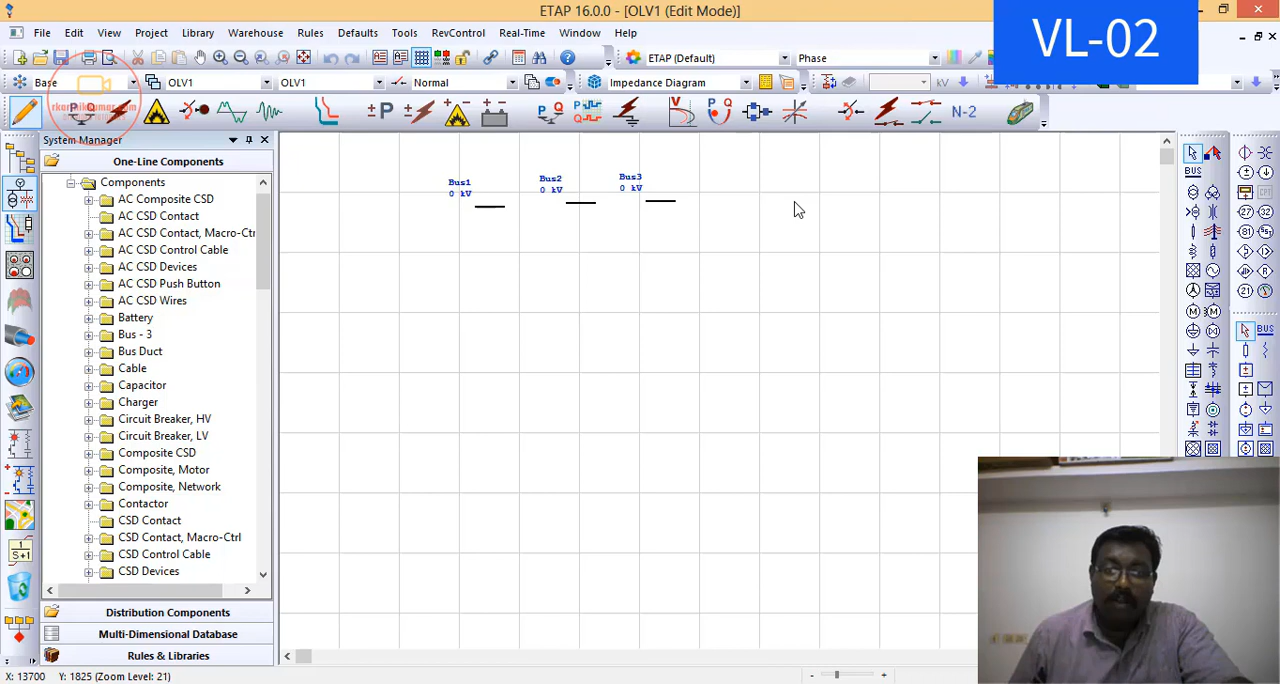 ETAP 16.0.0 - [OLV1 (Edit Mode)]
VL-02
File Edit View Project Library Warehouse Rules Defaults Tools RevControl Real-Time Window Help
ETAP (Default) Phase
Base OLV1 OLV1 Normal Impedance Diagram kV
N-2
System Manager
One-Line Components
Components
AC Composite CSD
AC CSD Contact
AC CSD Contact, Macro-Ctr
AC CSD Control Cable
AC CSD Devices
AC CSD Push Button
AC CSD Wires
Battery
Bus - 3
Bus Duct
Cable
Capacitor
Charger
Circuit Breaker, HV
Circuit Breaker, LV
Composite CSD
Composite, Motor
Composite, Network
Contactor
CSD Contact
CSD Contact, Macro-Ctrl
CSD Control Cable
CSD Devices
Distribution Components
Multi-Dimensional Database
Rules & Libraries
Bus1
0 kV
Bus2
0 kV
Bus3
0 kV
BUS
BUS
X: 13700 Y: 1825 (Zoom Level: 21)